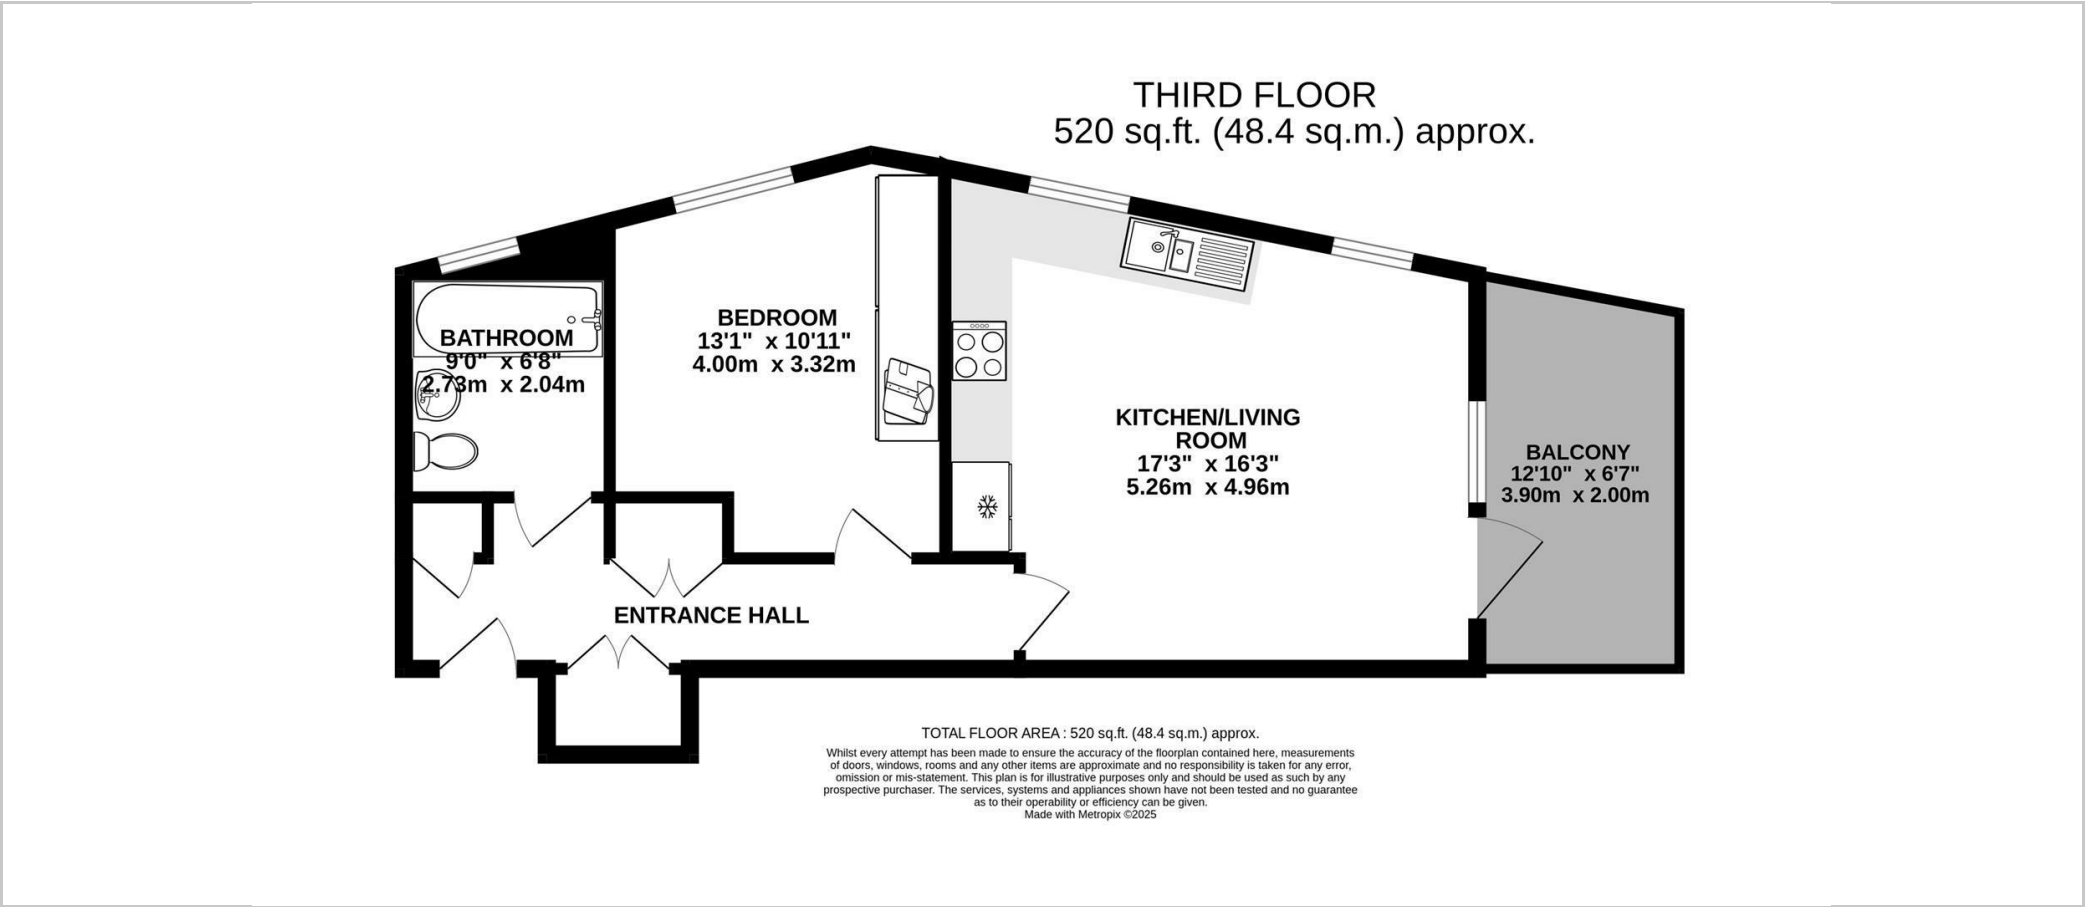 THIRD FLOOR
520 sq.ft. (48.4 sq.m.) approx.
BEDROOM
13'1" x 10'11"
4.00m x 3.32m
BATHROOM
9'0" x 6'8"
2.73m x 2.04m
KITCHEN/LIVING
ROOM
17'3" x 16'3"
5.26m x 4.96m
BALCONY
12'10" x 6'7"
3.90m x 2.00m
ENTRANCE HALL
TOTAL FLOOR AREA : 520 sq.ft. (48.4 sq.m.) approx.
Whilst every attempt has been made to ensure the accuracy of the floorplan contained here, measurements
of doors, windows, rooms and any other items are approximate and no responsibility is taken for any error,
omission or mis-statement. This plan is for illustrative purposes only and should be used as such by any
prospective purchaser. The services, systems and appliances shown have not been tested and no guarantee
as to their operability or efficiency can be given.
Made with Metropix ©2025